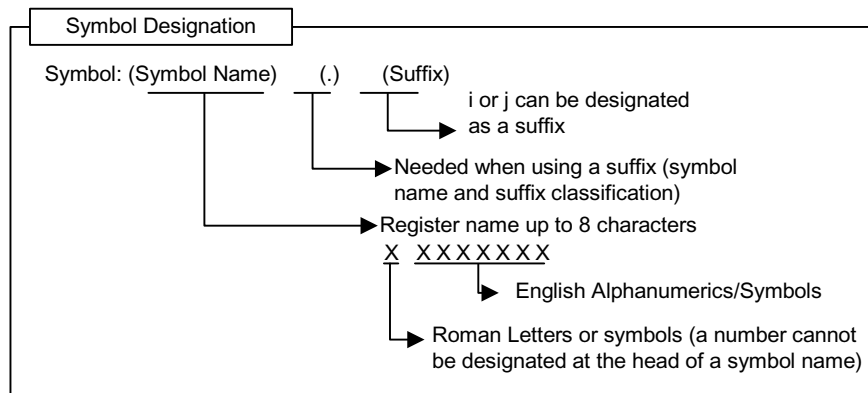 Symbol Designation
Symbol: (Symbol Name) (.) (Suffix)
i or j can be designated
as a suffix
Needed when using a suffix (symbol
name and suffix classification)
Register name up to 8 characters
X XXXXXXX
English Alphanumerics/Symbols
Roman Letters or symbols (a number cannot
be designated at the head of a symbol name)